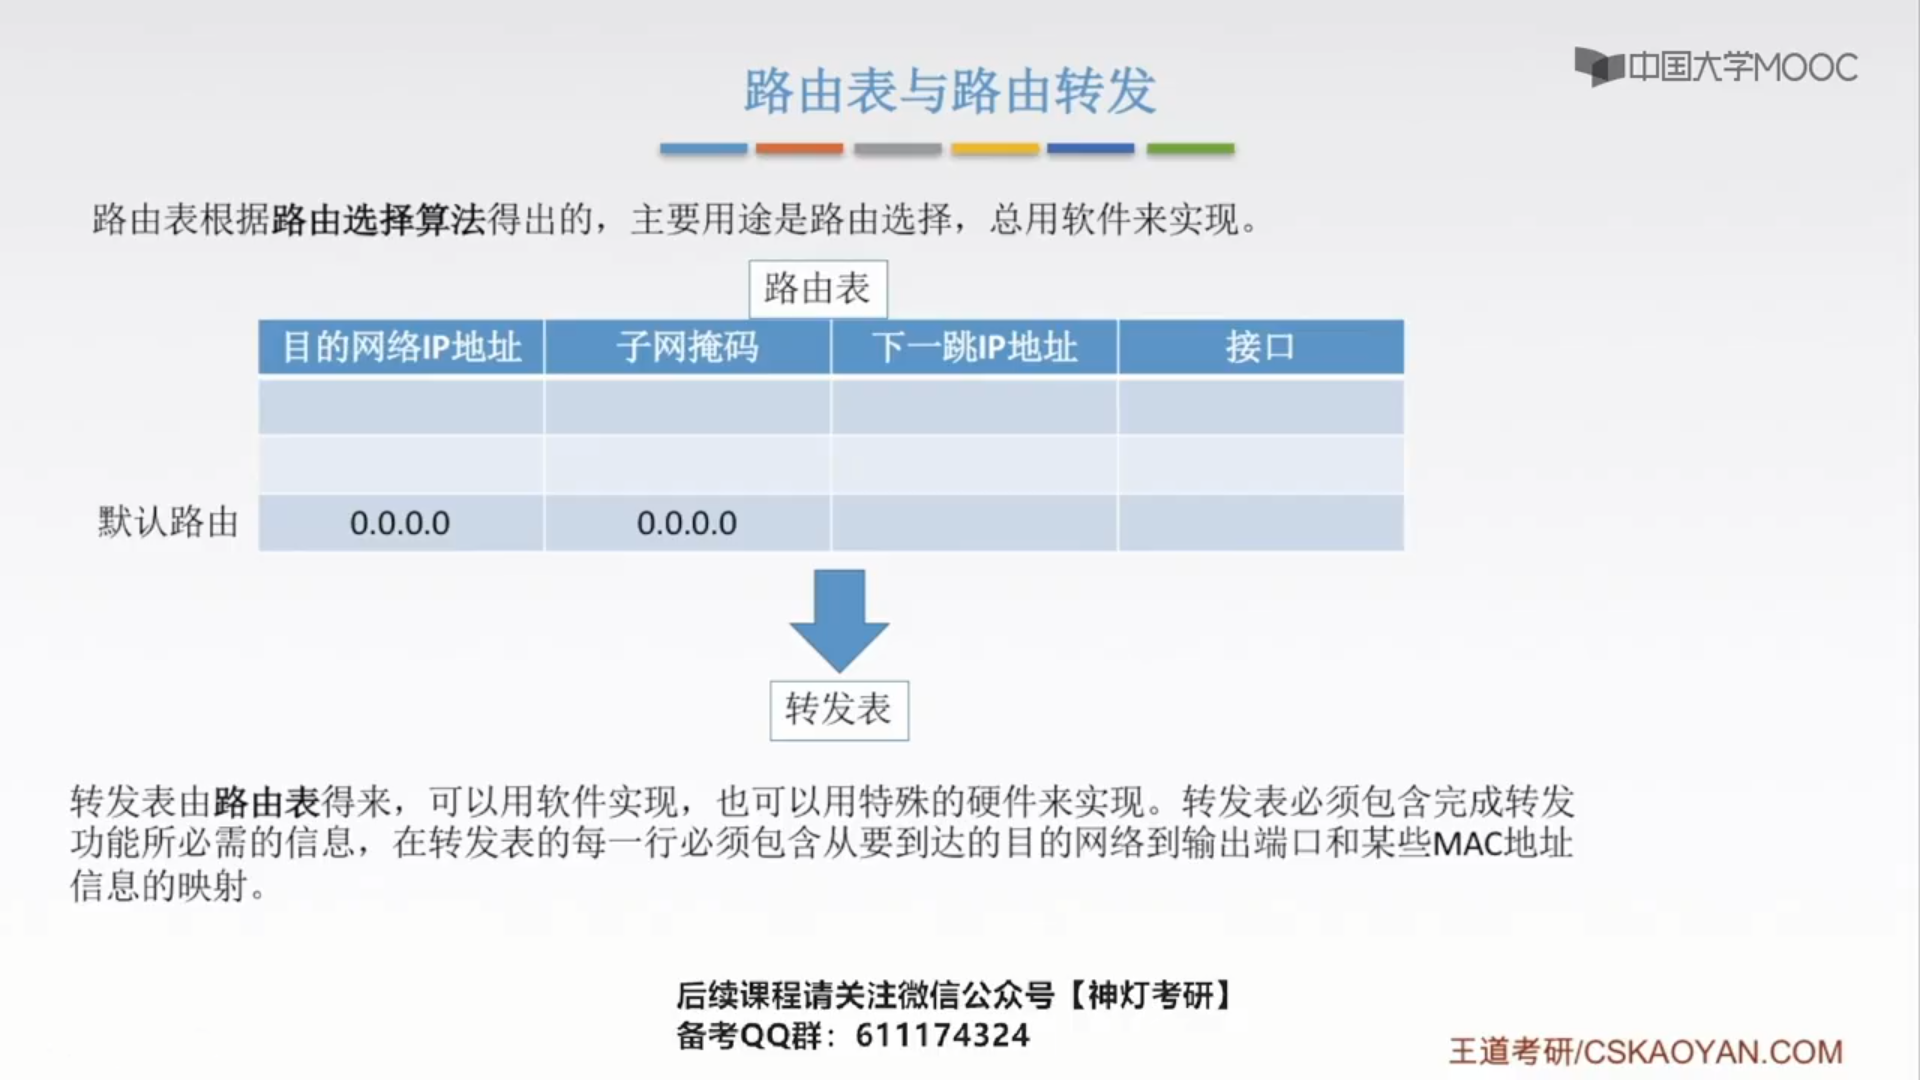 中国大学MOOC
路由表与路由转发
路由表根据路由选择算法得出的，主要用途是路由选择，总用软件来实现。
路由表
目的网络IP地址 子网掩码 下一跳IP地址 接口
默认路由 0.0.0.0 0.0.0.0
转发表
转发表由路由表得来，可以用软件实现，也可以用特殊的硬件来实现。转发表必须包含完成转发
功能所必需的信息，在转发表的每一行必须包含从要到达的目的网络到输出端口和某些MAC地址
信息的映射。
后续课程请关注微信公众号【神灯考研】
备考QQ群：611174324
王道考研/CSKAOYAN.COM